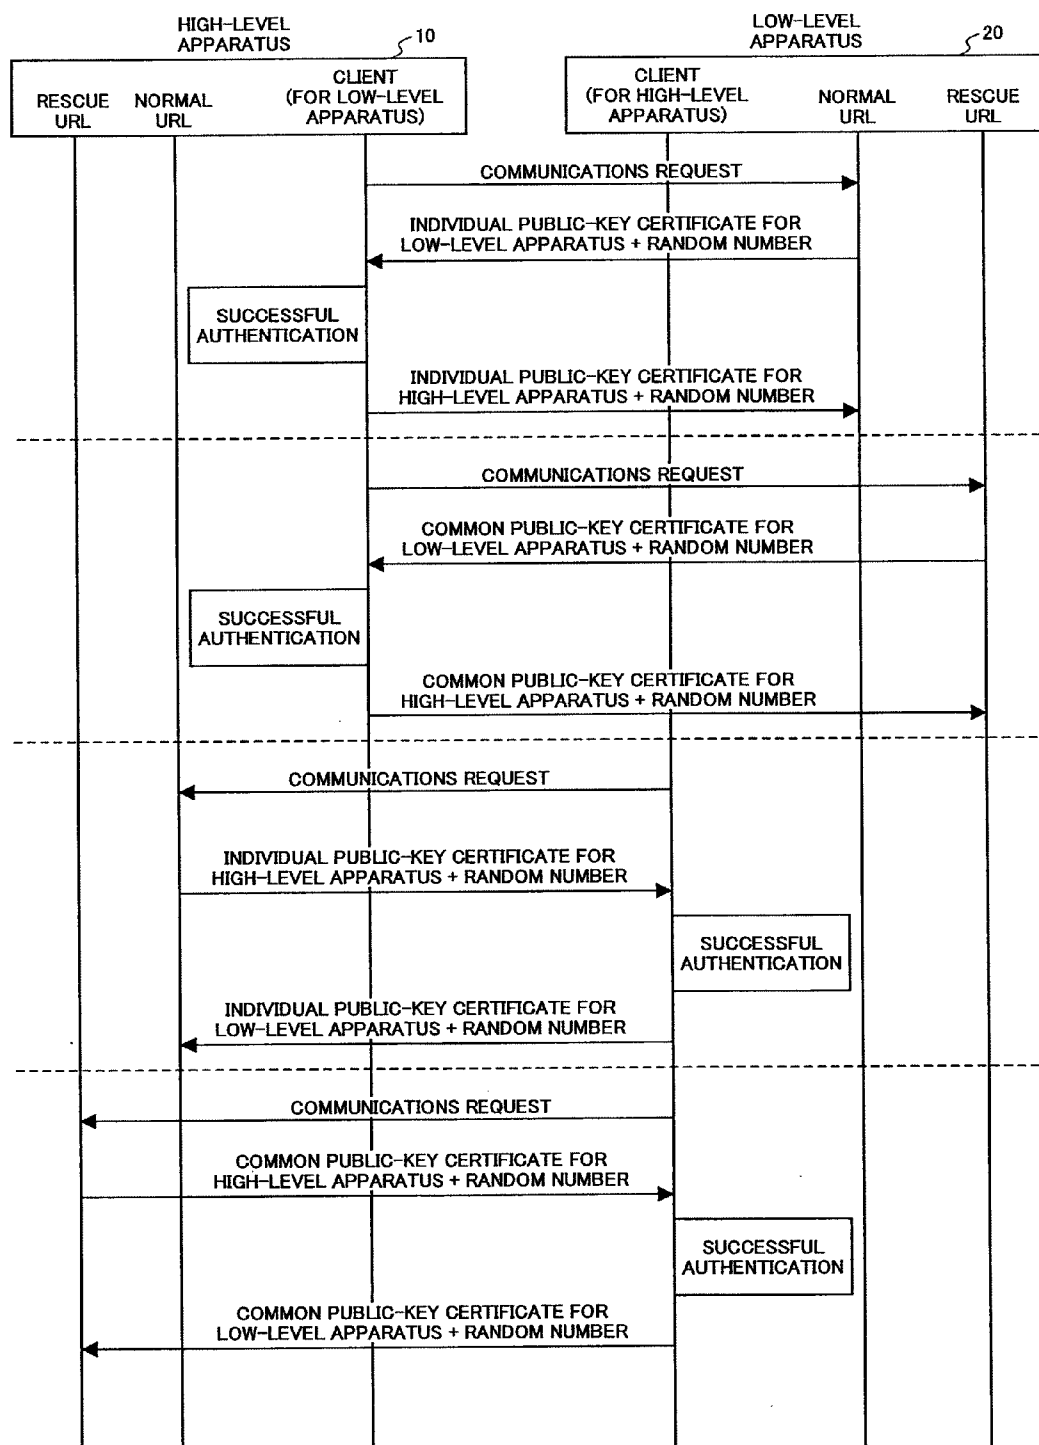 HIGH-LEVEL
APPARATUS
10
LOW-LEVEL
APPARATUS
20
RESCUE
URL
NORMAL
URL
CLIENT
(FOR LOW-LEVEL
APPARATUS)
CLIENT
(FOR HIGH-LEVEL
APPARATUS)
NORMAL
URL
RESCUE
URL
COMMUNICATIONS REQUEST
INDIVIDUAL PUBLIC-KEY CERTIFICATE FOR
LOW-LEVEL APPARATUS + RANDOM NUMBER
SUCCESSFUL
AUTHENTICATION
INDIVIDUAL PUBLIC-KEY CERTIFICATE FOR
HIGH-LEVEL APPARATUS + RANDOM NUMBER
COMMUNICATIONS REQUEST
COMMON PUBLIC-KEY CERTIFICATE FOR
LOW-LEVEL APPARATUS + RANDOM NUMBER
SUCCESSFUL
AUTHENTICATION
COMMON PUBLIC-KEY CERTIFICATE FOR
HIGH-LEVEL APPARATUS + RANDOM NUMBER
COMMUNICATIONS REQUEST
INDIVIDUAL PUBLIC-KEY CERTIFICATE FOR
HIGH-LEVEL APPARATUS + RANDOM NUMBER
SUCCESSFUL
AUTHENTICATION
INDIVIDUAL PUBLIC-KEY CERTIFICATE FOR
LOW-LEVEL APPARATUS + RANDOM NUMBER
COMMUNICATIONS REQUEST
COMMON PUBLIC-KEY CERTIFICATE FOR
HIGH-LEVEL APPARATUS + RANDOM NUMBER
SUCCESSFUL
AUTHENTICATION
COMMON PUBLIC-KEY CERTIFICATE FOR
LOW-LEVEL APPARATUS + RANDOM NUMBER